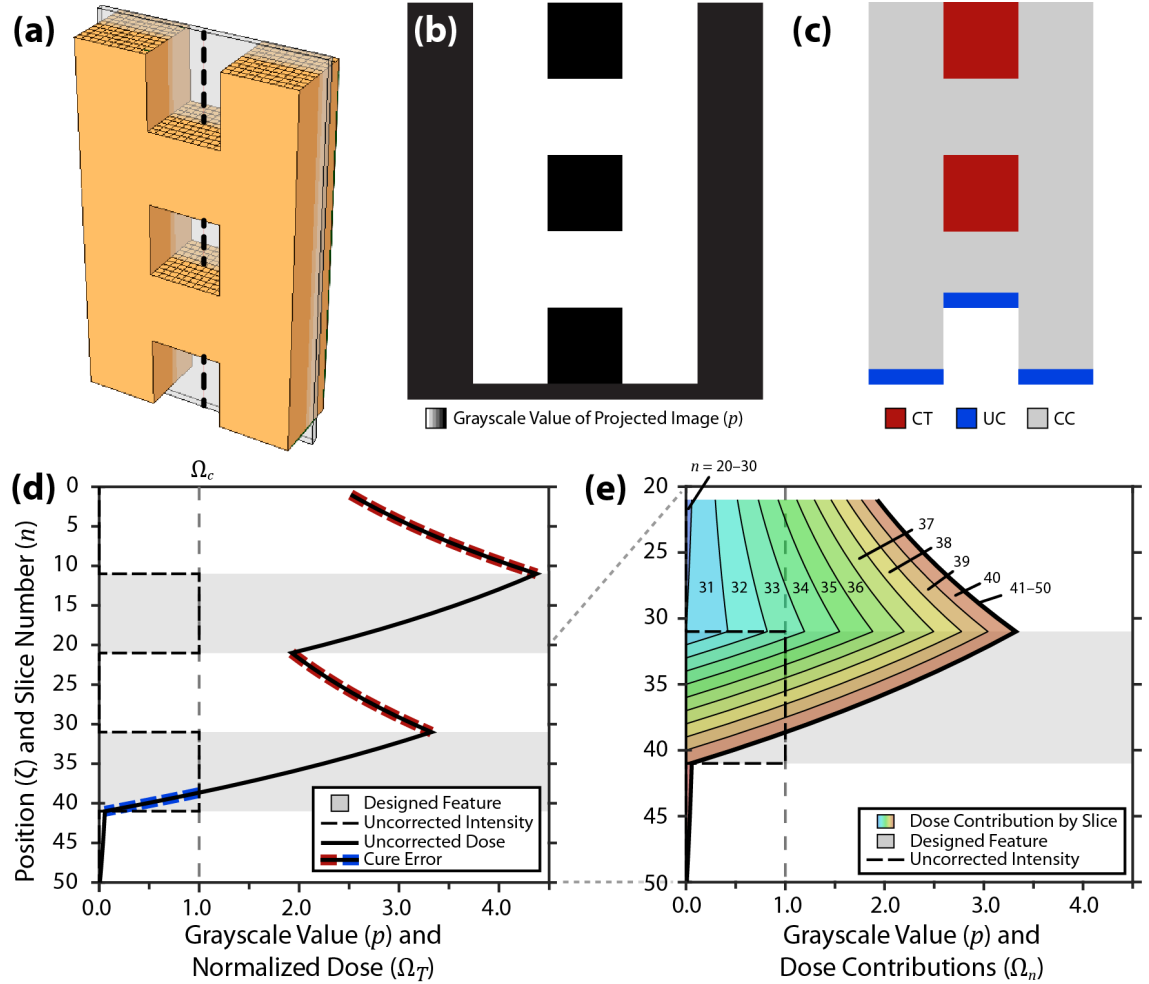 (a)
(b)
(c)
Grayscale Value of Projected Image (p)
CT UC CC
(d)
Ωc
0
5
10
15
20
25
30
35
40
45
50
Position (ζ) and Slice Number (n)
Designed Feature
Uncorrected Intensity
Uncorrected Dose
Cure Error
0.0 1.0 2.0 3.0 4.0
Grayscale Value (p) and
Normalized Dose (ΩT)
(e)
n = 20–30
20
25
30
35
40
45
50
31 32 33 34 35 36
37
38
39
40
41–50
Dose Contribution by Slice
Designed Feature
Uncorrected Intensity
0.0 1.0 2.0 3.0 4.0
Grayscale Value (p) and
Dose Contributions (Ωn)